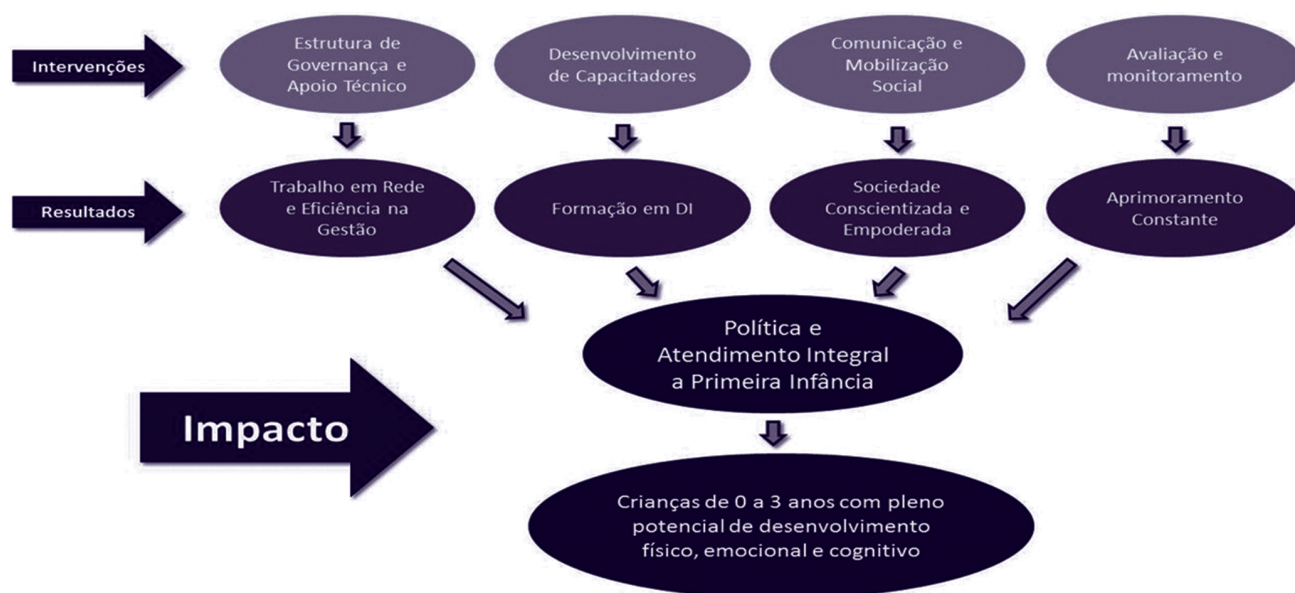 Intervenções
Estrutura de
Governança e
Apoio Técnico
Desenvolvimento
de Capacitadores
Comunicação e
Mobilização
Social
Avaliação e
monitoramento
Resultados
Trabalho em Rede
e Eficiência na
Gestão
Formação em DI
Sociedade
Conscientizada e
Empoderada
Aprimoramento
Constante
Impacto
Política e
Atendimento Integral
a Primeira Infância
Crianças de 0 a 3 anos com pleno
potencial de desenvolvimento
físico, emocional e cognitivo